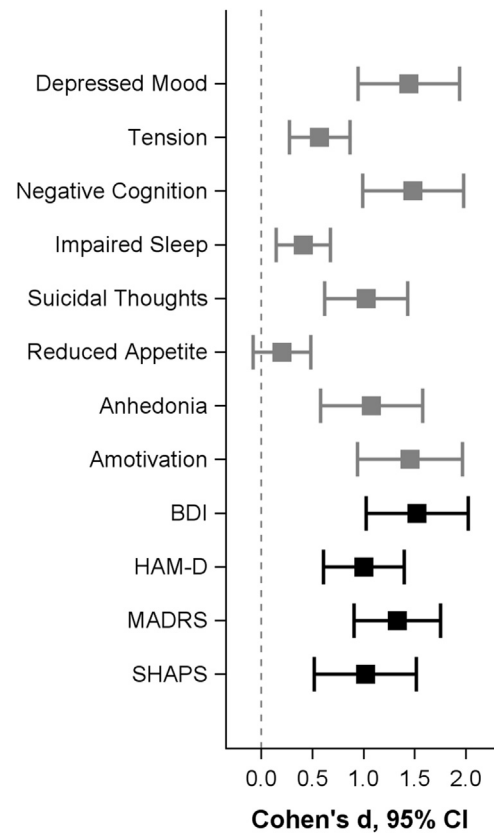 Depressed Mood
Tension
Negative Cognition
Impaired Sleep
Suicidal Thoughts
Reduced Appetite
Anhedonia
Amotivation
BDI
HAM-D
MADRS
SHAPS
0.0 0.5 1.0 1.5 2.0
Cohen's d, 95% CI